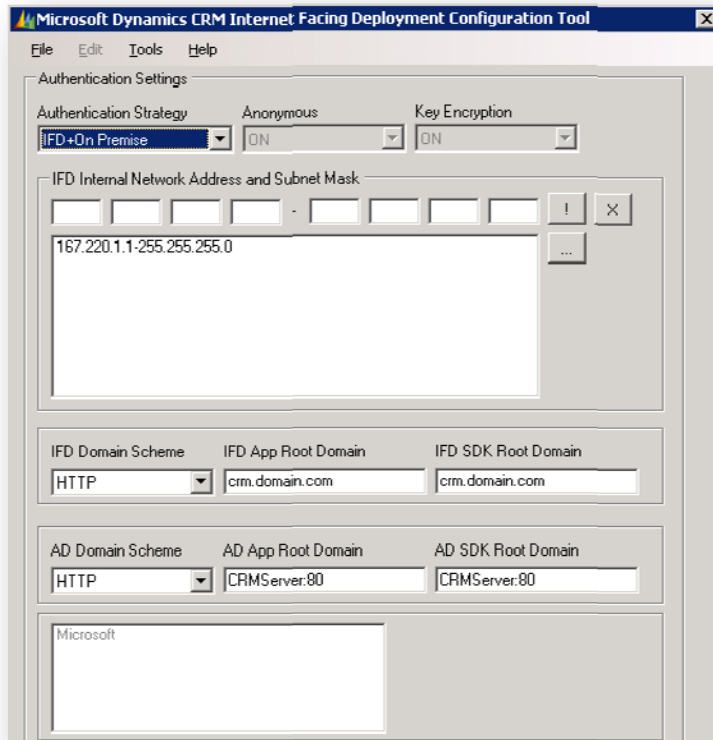 Microsoft Dynamics CRM Internet Facing Deployment Configuration Tool
File Edit Tools Help
Authentication Settings
Authentication Strategy Anonymous Key Encryption
IFD+On Premise ON ON
IFD Internal Network Address and Subnet Mask
- ! X
167.220.1.1-255.255.255.0
...
IFD Domain Scheme IFD App Root Domain IFD SDK Root Domain
HTTP crm.domain.com crm.domain.com
AD Domain Scheme AD App Root Domain AD SDK Root Domain
HTTP CRMServer:80 CRMServer:80
Microsoft